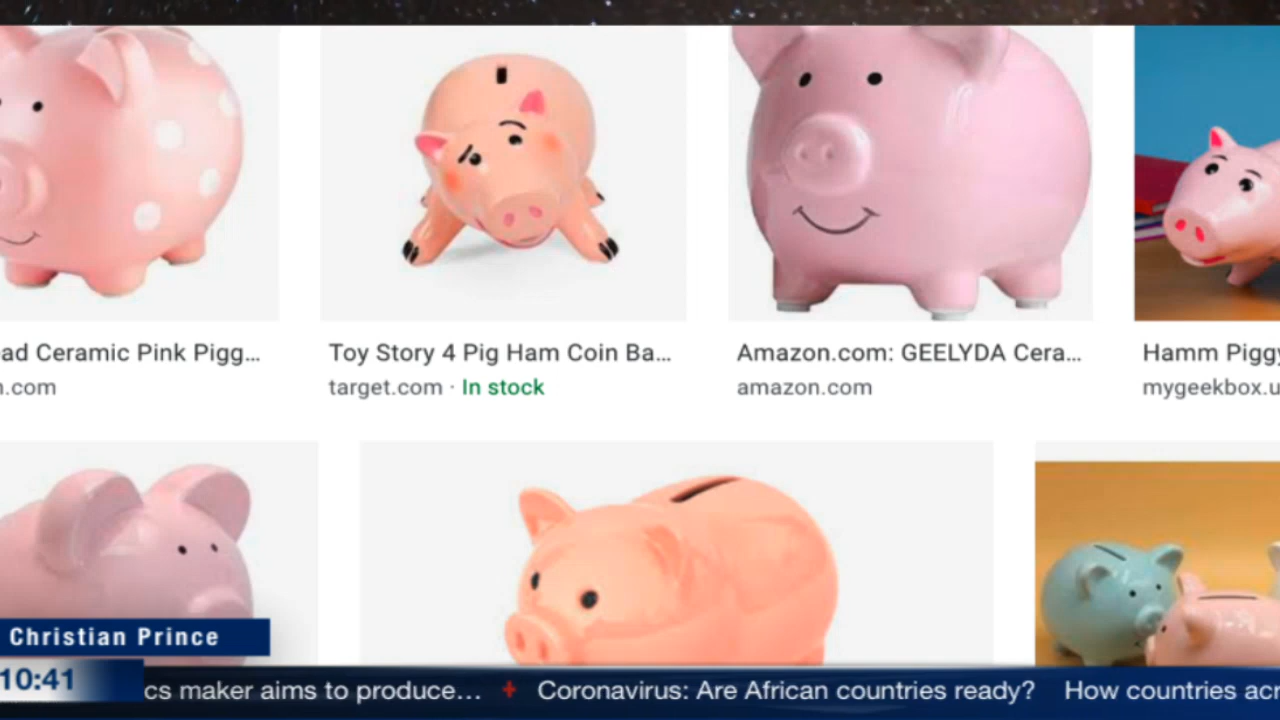 ad Ceramic Pink Pigg...
.com
Toy Story 4 Pig Ham Coin Ba...
target.com · In stock
Amazon.com: GEELYDA Cera...
amazon.com
Hamm Piggy
mygeekbox.u
Christian Prince
10:41
cs maker aims to produce... + Coronavirus: Are African countries ready? How countries acr